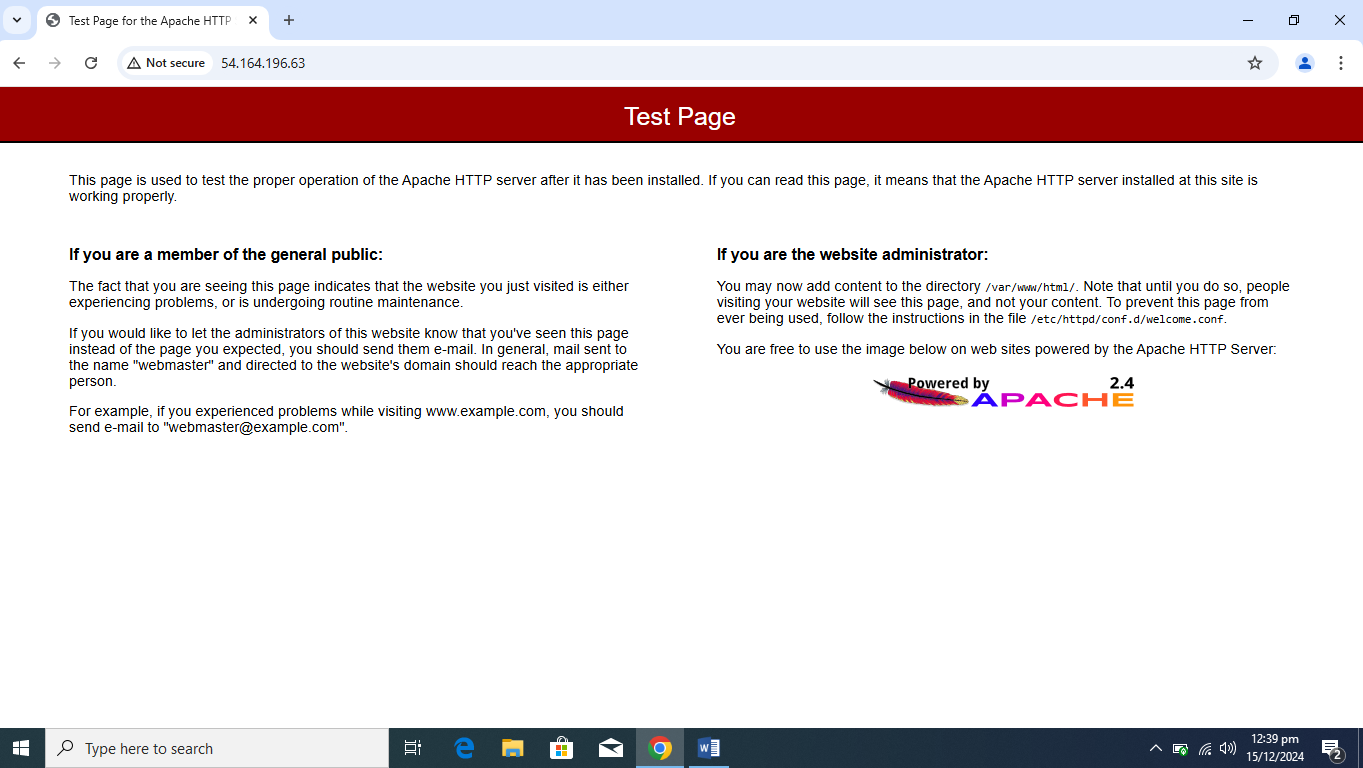 Test Page for the Apache HTTP
Not secure
54.164.196.63
Test Page
This page is used to test the proper operation of the Apache HTTP server after it has been installed. If you can read this page, it means that the Apache HTTP server installed at this site is
working properly.
If you are a member of the general public:
The fact that you are seeing this page indicates that the website you just visited is either
experiencing problems, or is undergoing routine maintenance.
If you would like to let the administrators of this website know that you've seen this page
instead of the page you expected, you should send them e-mail. In general, mail sent to
the name "webmaster" and directed to the website's domain should reach the appropriate
person.
For example, if you experienced problems while visiting www.example.com, you should
send e-mail to "webmaster@example.com".
If you are the website administrator:
You may now add content to the directory /var/www/html/. Note that until you do so, people
visiting your website will see this page, and not your content. To prevent this page from
ever being used, follow the instructions in the file /etc/httpd/conf.d/welcome.conf.
You are free to use the image below on web sites powered by the Apache HTTP Server:
Powered by 2.4
APACHE
Type here to search
W
12:39 pm
15/12/2024
2